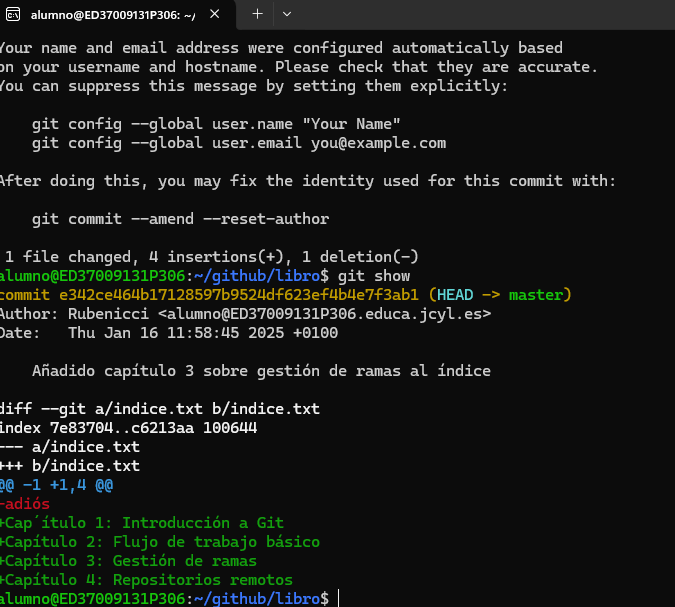 alumno@ED37009131P306: ~/
Your name and email address were configured automatically based
on your username and hostname. Please check that they are accurate.
You can suppress this message by setting them explicitly:
git config --global user.name "Your Name"
git config --global user.email you@example.com
After doing this, you may fix the identity used for this commit with:
git commit --amend --reset-author
1 file changed, 4 insertions(+), 1 deletion(-)
alumno@ED37009131P306:~/github/libro$ git show
commit e342ce464b17128597b9524df623ef4b4e7f3ab1 (HEAD -> master)
Author: Rubenicci <alumno@ED37009131P306.educa.jcyl.es>
Date:   Thu Jan 16 11:58:45 2025 +0100
Añadido capítulo 3 sobre gestión de ramas al índice
diff --git a/indice.txt b/indice.txt
index 7e83704..c6213aa 100644
--- a/indice.txt
+++ b/indice.txt
@@ -1 +1,4 @@
-adiós
+Cap´ítulo 1: Introducción a Git
+Capítulo 2: Flujo de trabajo básico
+Capítulo 3: Gestión de ramas
+Capítulo 4: Repositorios remotos
alumno@ED37009131P306:~/github/libro$